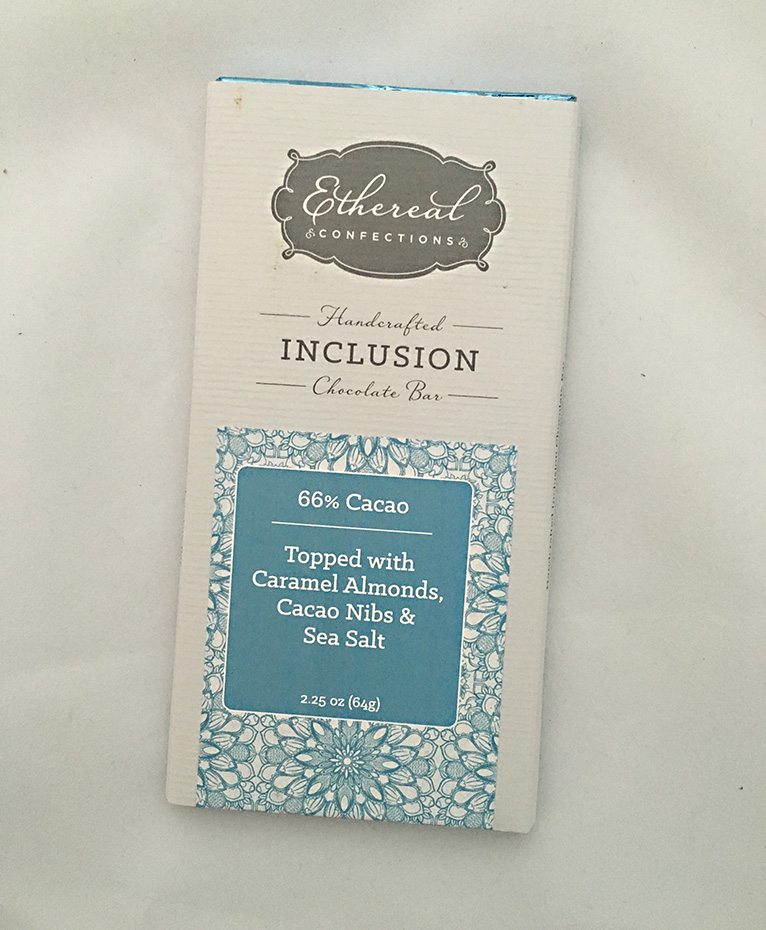 Ethereal
CONFECTIONS
Handcrafted
INCLUSION
Chocolate Bar
66% Cacao
Topped with
Caramel Almonds,
Cacao Nibs &
Sea Salt
2.25 oz (64g)